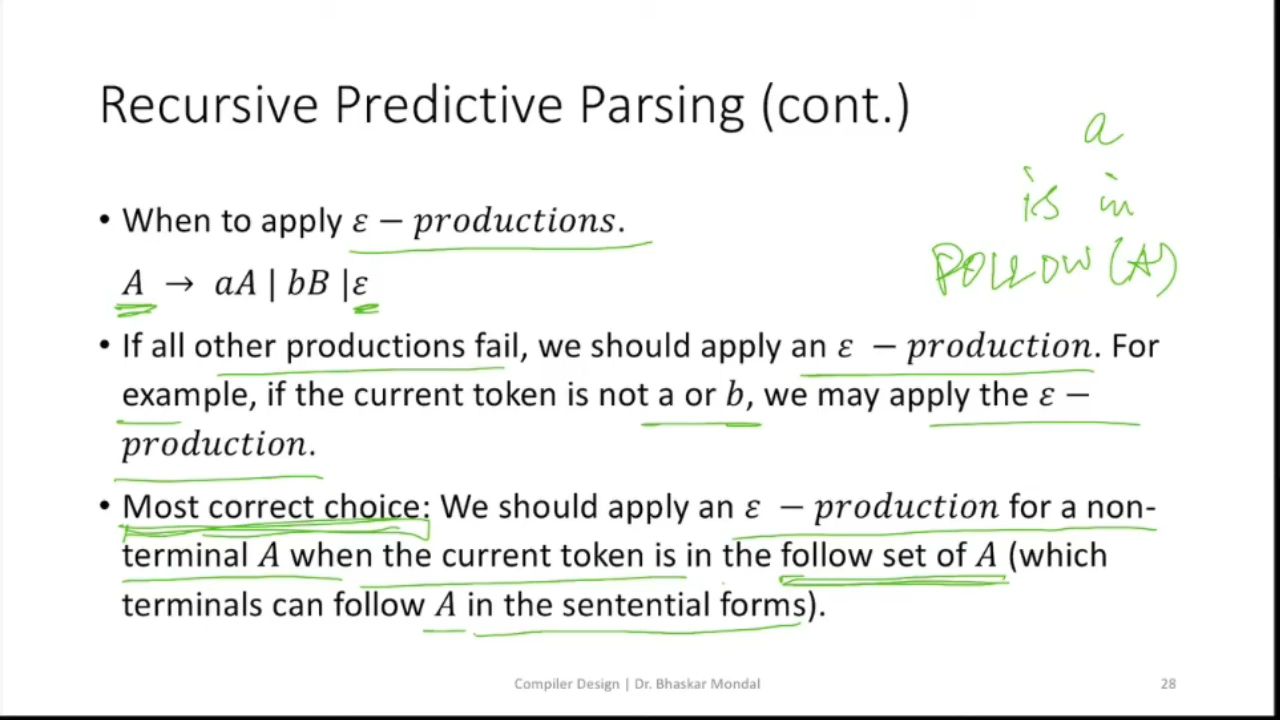 Recursive Predictive Parsing (cont.)
a
is in
FOLLOW (A)
• When to apply ε − productions.
A → aA | bB |ε
• If all other productions fail, we should apply an ε − production. For
example, if the current token is not a or b, we may apply the ε −
production.
• Most correct choice: We should apply an ε − production for a non-
terminal A when the current token is in the follow set of A (which
terminals can follow A in the sentential forms).
Compiler Design | Dr. Bhaskar Mondal
28